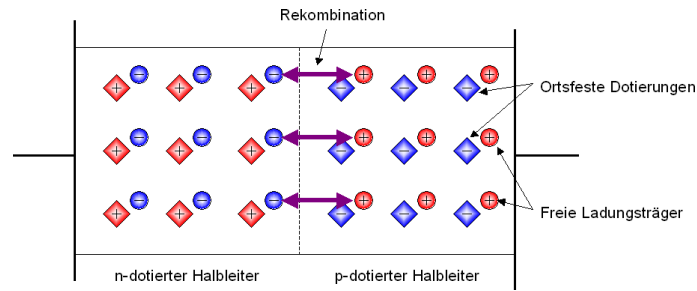 Rekombination
Ortsfeste Dotierungen
Freie Ladungsträger
n-dotierter Halbleiter
p-dotierter Halbleiter